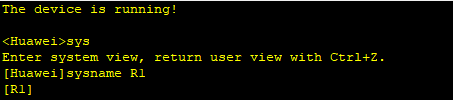 The device is running!
<Huawei>sys
Enter system view, return user view with Ctrl+Z.
[Huawei]sysname R1
[R1]